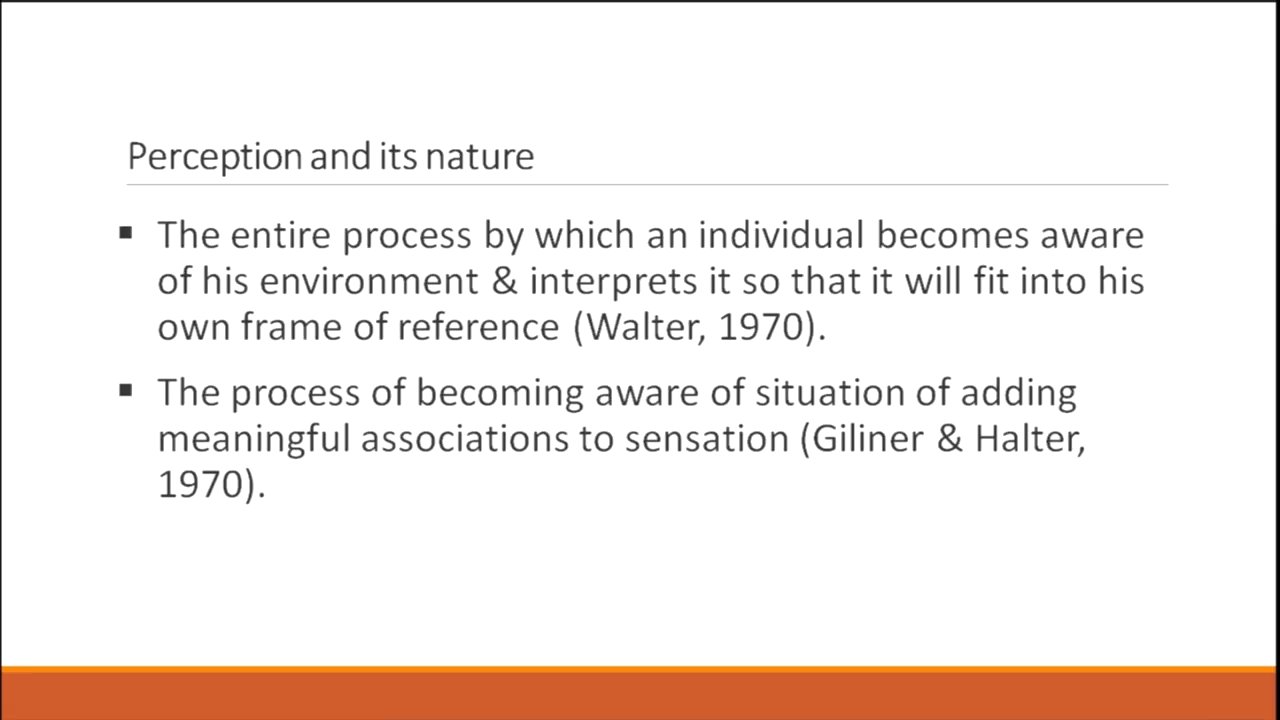 Perception and its nature
▪ The entire process by which an individual becomes aware
of his environment & interprets it so that it will fit into his
own frame of reference (Walter, 1970).
▪ The process of becoming aware of situation of adding
meaningful associations to sensation (Giliner & Halter,
1970).